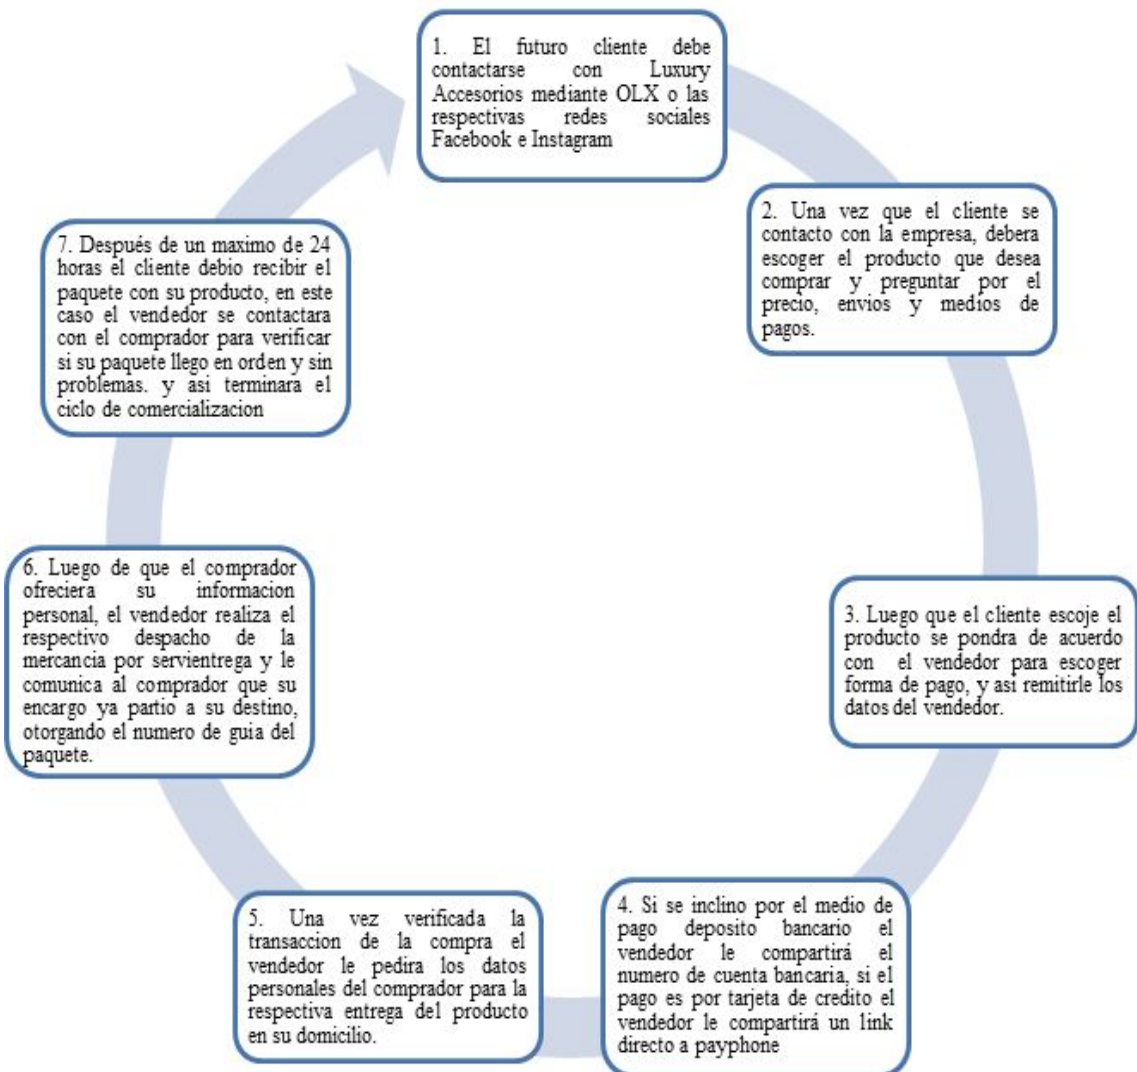 1. El futuro cliente debe
contactarse con Luxury
Accesorios mediante OLX o las
respectivas redes sociales
Facebook e Instagram
2. Una vez que el cliente se
contacto con la empresa, debera
escoger el producto que desea
comprar y preguntar por el
precio, envios y medios de
pagos.
3. Luego que el cliente escoje el
producto se pondra de acuerdo
con el vendedor para escoger
forma de pago, y asi remitirle los
datos del vendedor.
4. Si se inclino por el medio de
pago deposito bancario el
vendedor le compartirá el
numero de cuenta bancaria, si el
pago es por tarjeta de credito el
vendedor le compartirá un link
directo a payphone
5. Una vez verificada la
transaccion de la compra el
vendedor le pedira los datos
personales del comprador para la
respectiva entrega del producto
en su domicilio.
6. Luego de que el comprador
ofreciera su informacion
personal, el vendedor realiza el
respectivo despacho de la
mercancia por servientrega y le
comunica al comprador que su
encargo ya partio a su destino,
otorgando el numero de guia del
paquete.
7. Después de un maximo de 24
horas el cliente debio recibir el
paquete con su producto, en este
caso el vendedor se contactara
con el comprador para verificar
si su paquete llego en orden y sin
problemas. y asi terminara el
ciclo de comercializacion